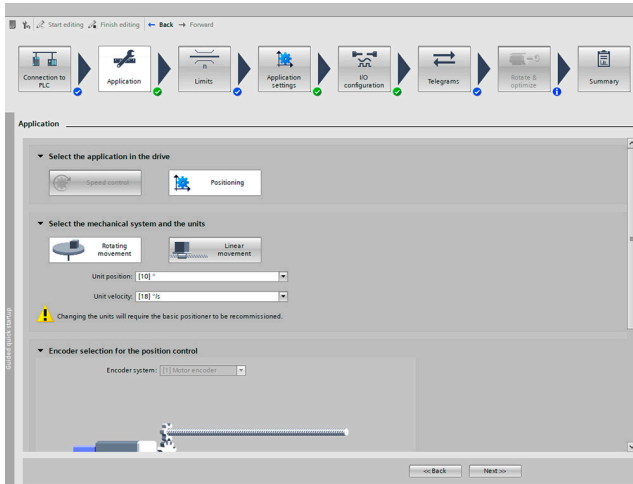 Start editing Finish editing Back Forward
Connection to
PLC
Application
n
Limits
Application
settings
I/O
configuration
Telegrams
Rotate &
optimize
Summary
Application
Select the application in the drive
Speed control
Positioning
Select the mechanical system and the units
Rotating
movement
Linear
movement
Unit position: [10] °
Unit velocity: [18] °/s
Changing the units will require the basic positioner to be recommissioned.
Encoder selection for the position control
Encoder system: [1] Motor encoder
Guided quick startup
<<Back
Next>>